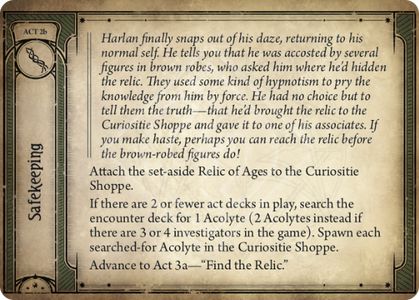 ACT 2b
Safekeeping
Harlan finally snaps out of his daze, returning to his
normal self. He tells you that he was accosted by several
figures in brown robes, who asked him where he'd hidden
the relic. They used some kind of hypnotism to pry the
knowledge from him by force. He had no choice but to
tell them the truth—that he'd brought the relic to the
Curiositie Shoppe and gave it to one of his associates. If
you make haste, perhaps you can reach the relic before
the brown-robed figures do!
Attach the set-aside Relic of Ages to the Curiositie
Shoppe.
If there are 2 or fewer act decks in play, search the
encounter deck for 1 Acolyte (2 Acolytes instead if
there are 3 or 4 investigators in the game). Spawn each
searched-for Acolyte in the Curiositie Shoppe.
Advance to Act 3a—“Find the Relic.”